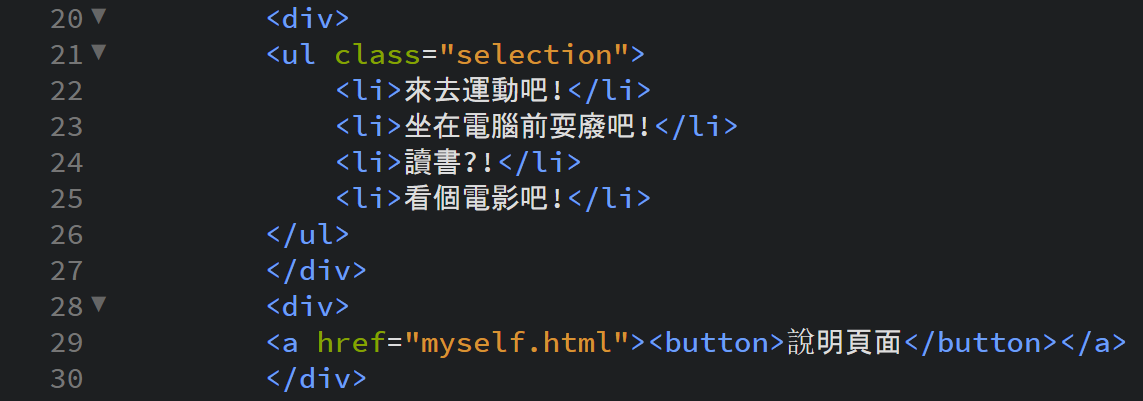 20 <div>
21 <ul class="selection">
22 <li>來去運動吧!</li>
23 <li>坐在電腦前耍廢吧!</li>
24 <li>讀書?!</li>
25 <li>看個電影吧!</li>
26 </ul>
27 </div>
28 <div>
29 <a href="myself.html"><button>說明頁面</button></a>
30 </div>